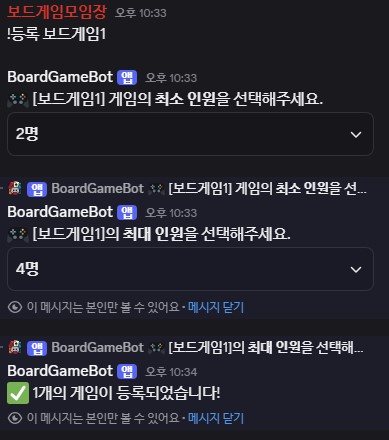 보드게임모임장 오후 10:33
!등록 보드게임1
BoardGameBot 앱 오후 10:33
[보드게임1] 게임의 최소 인원을 선택해주세요.
2명
앱 BoardGameBot [보드게임1] 게임의 최소 인원을 선...
BoardGameBot 앱 오후 10:33
[보드게임1]의 최대 인원을 선택해주세요.
4명
이 메시지는 본인만 볼 수 있어요 • 메시지 닫기
앱 BoardGameBot [보드게임1]의 최대 인원을 선택해...
BoardGameBot 앱 오후 10:34
✅ 1개의 게임이 등록되었습니다!
이 메시지는 본인만 볼 수 있어요 • 메시지 닫기